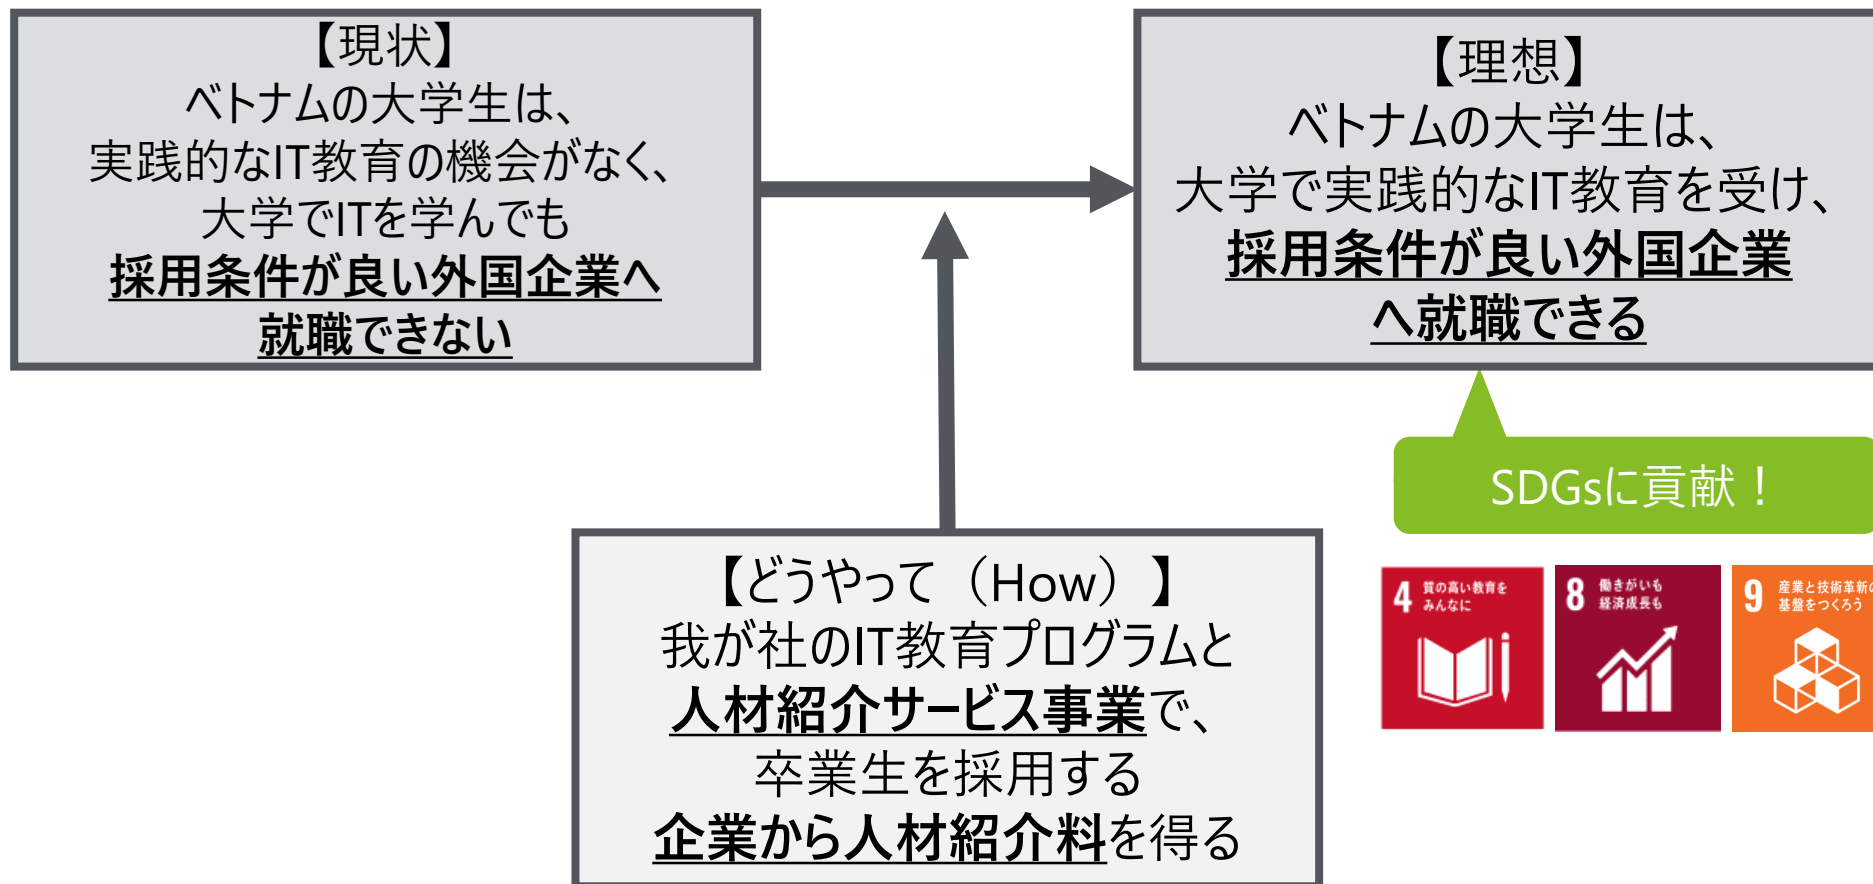 【現状】
ベトナムの大学生は、
実践的なIT教育の機会がなく、
大学でITを学んでも
採用条件が良い外国企業へ
就職できない
【理想】
ベトナムの大学生は、
大学で実践的なIT教育を受け、
採用条件が良い外国企業
へ就職できる
SDGsに貢献！
4 質の高い教育を
みんなに
8 働きがいも
経済成長も
9 産業と技術革新の
基盤をつくろう
【どうやって（How）】
我が社のIT教育プログラムと
人材紹介サービス事業で、
卒業生を採用する
企業から人材紹介料を得る